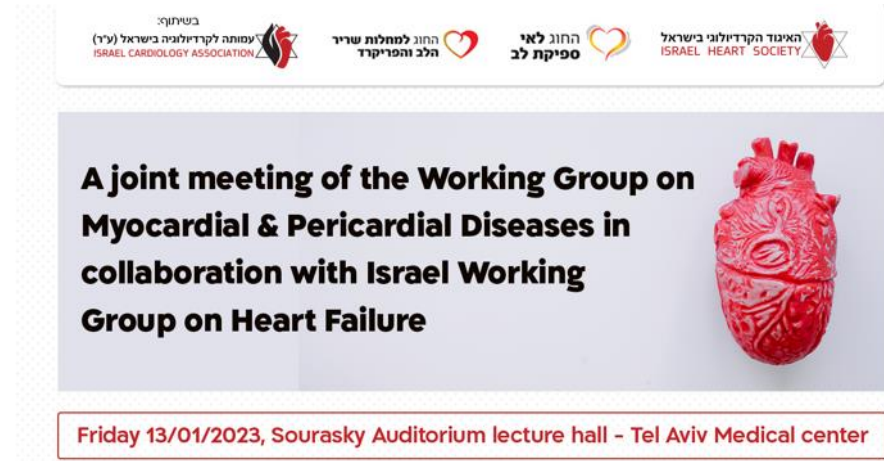 האיגוד הקרדיולוגי בישראל
ISRAEL HEART SOCIETY
החוג לאי
ספיקת לב
החוג למחלות שריר
הלב והפריקרד
בשיתוף:
עמותה לקרדיולוגיה בישראל (ע״ר)
ISRAEL CARDIOLOGY ASSOCIATION
A joint meeting of the Working Group on
Myocardial & Pericardial Diseases in
collaboration with Israel Working
Group on Heart Failure
Friday 13/01/2023, Sourasky Auditorium lecture hall - Tel Aviv Medical center